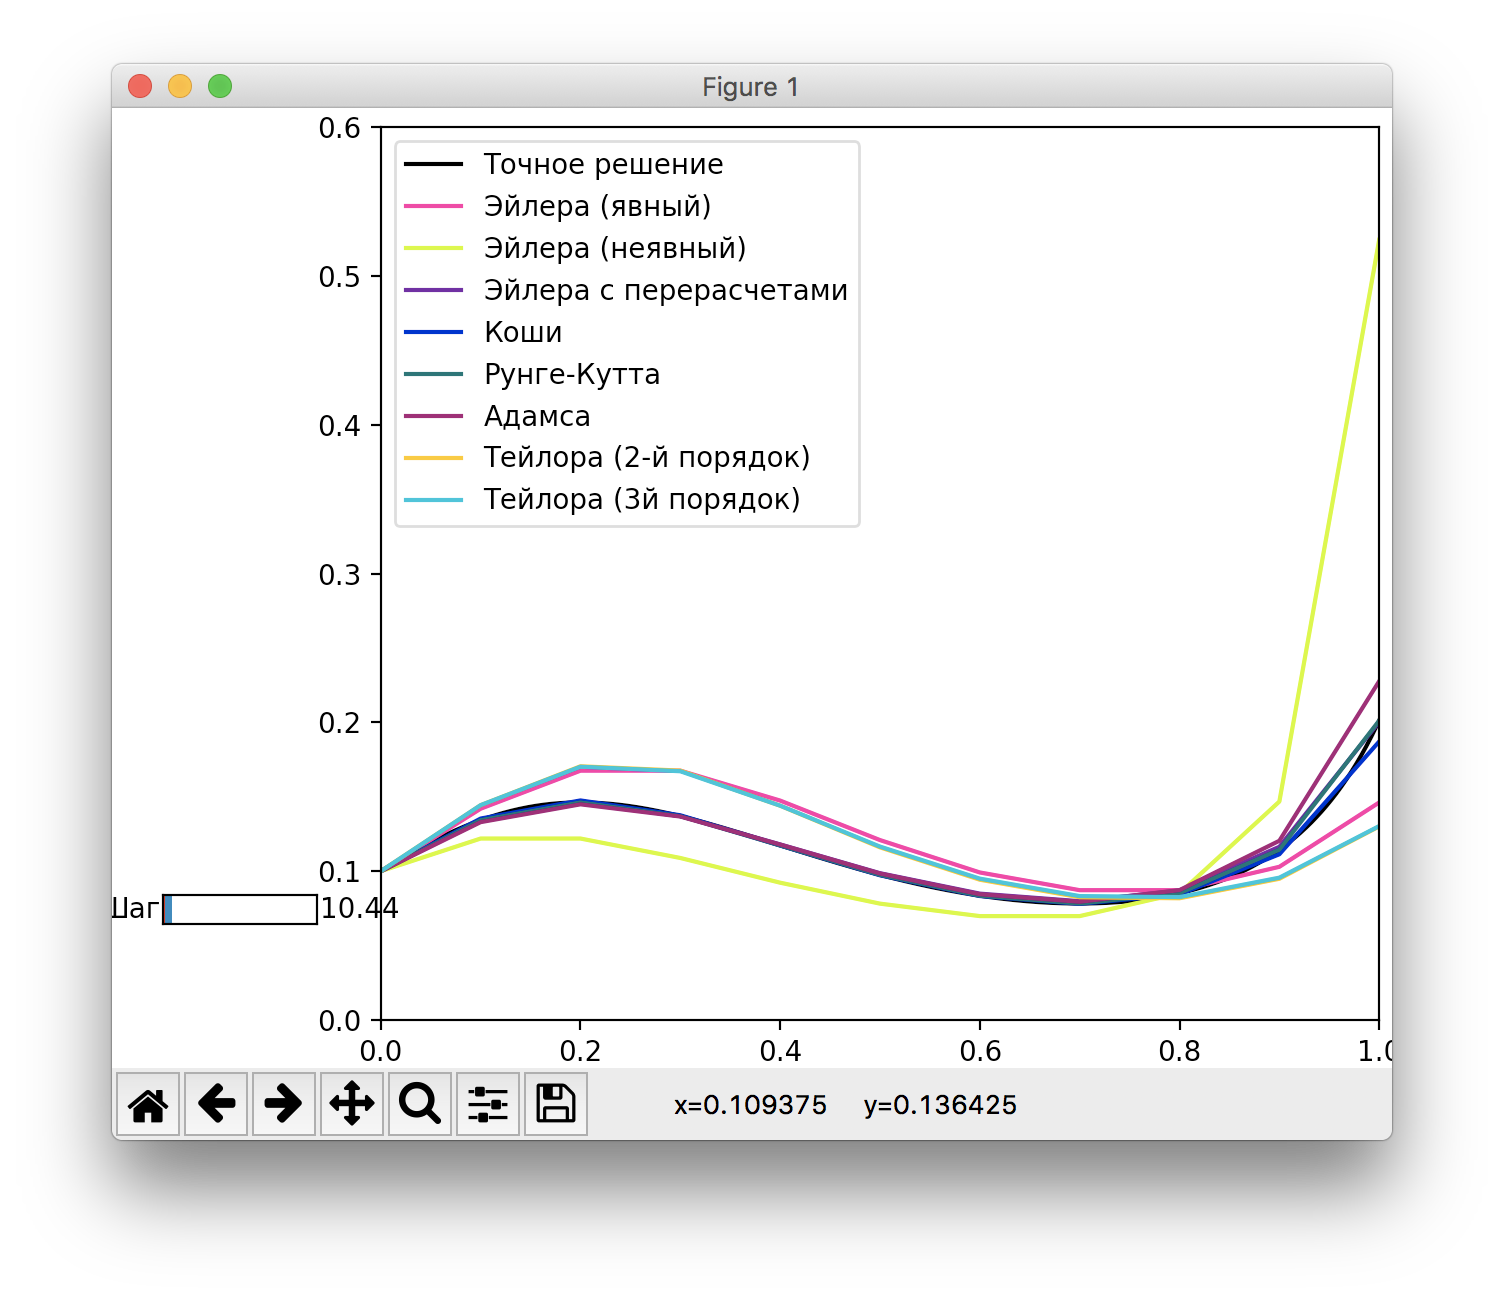 Figure 1
0.6
0.5
0.4
0.3
0.2
0.1
0.0
Точное решение
Эйлера (явный)
Эйлера (неявный)
Эйлера с перерасчетами
Коши
Рунге-Кутта
Адамса
Тейлора (2-й порядок)
Тейлора (3й порядок)
Шаг 10.44
0.0 0.2 0.4 0.6 0.8 1.0
x=0.109375 y=0.136425